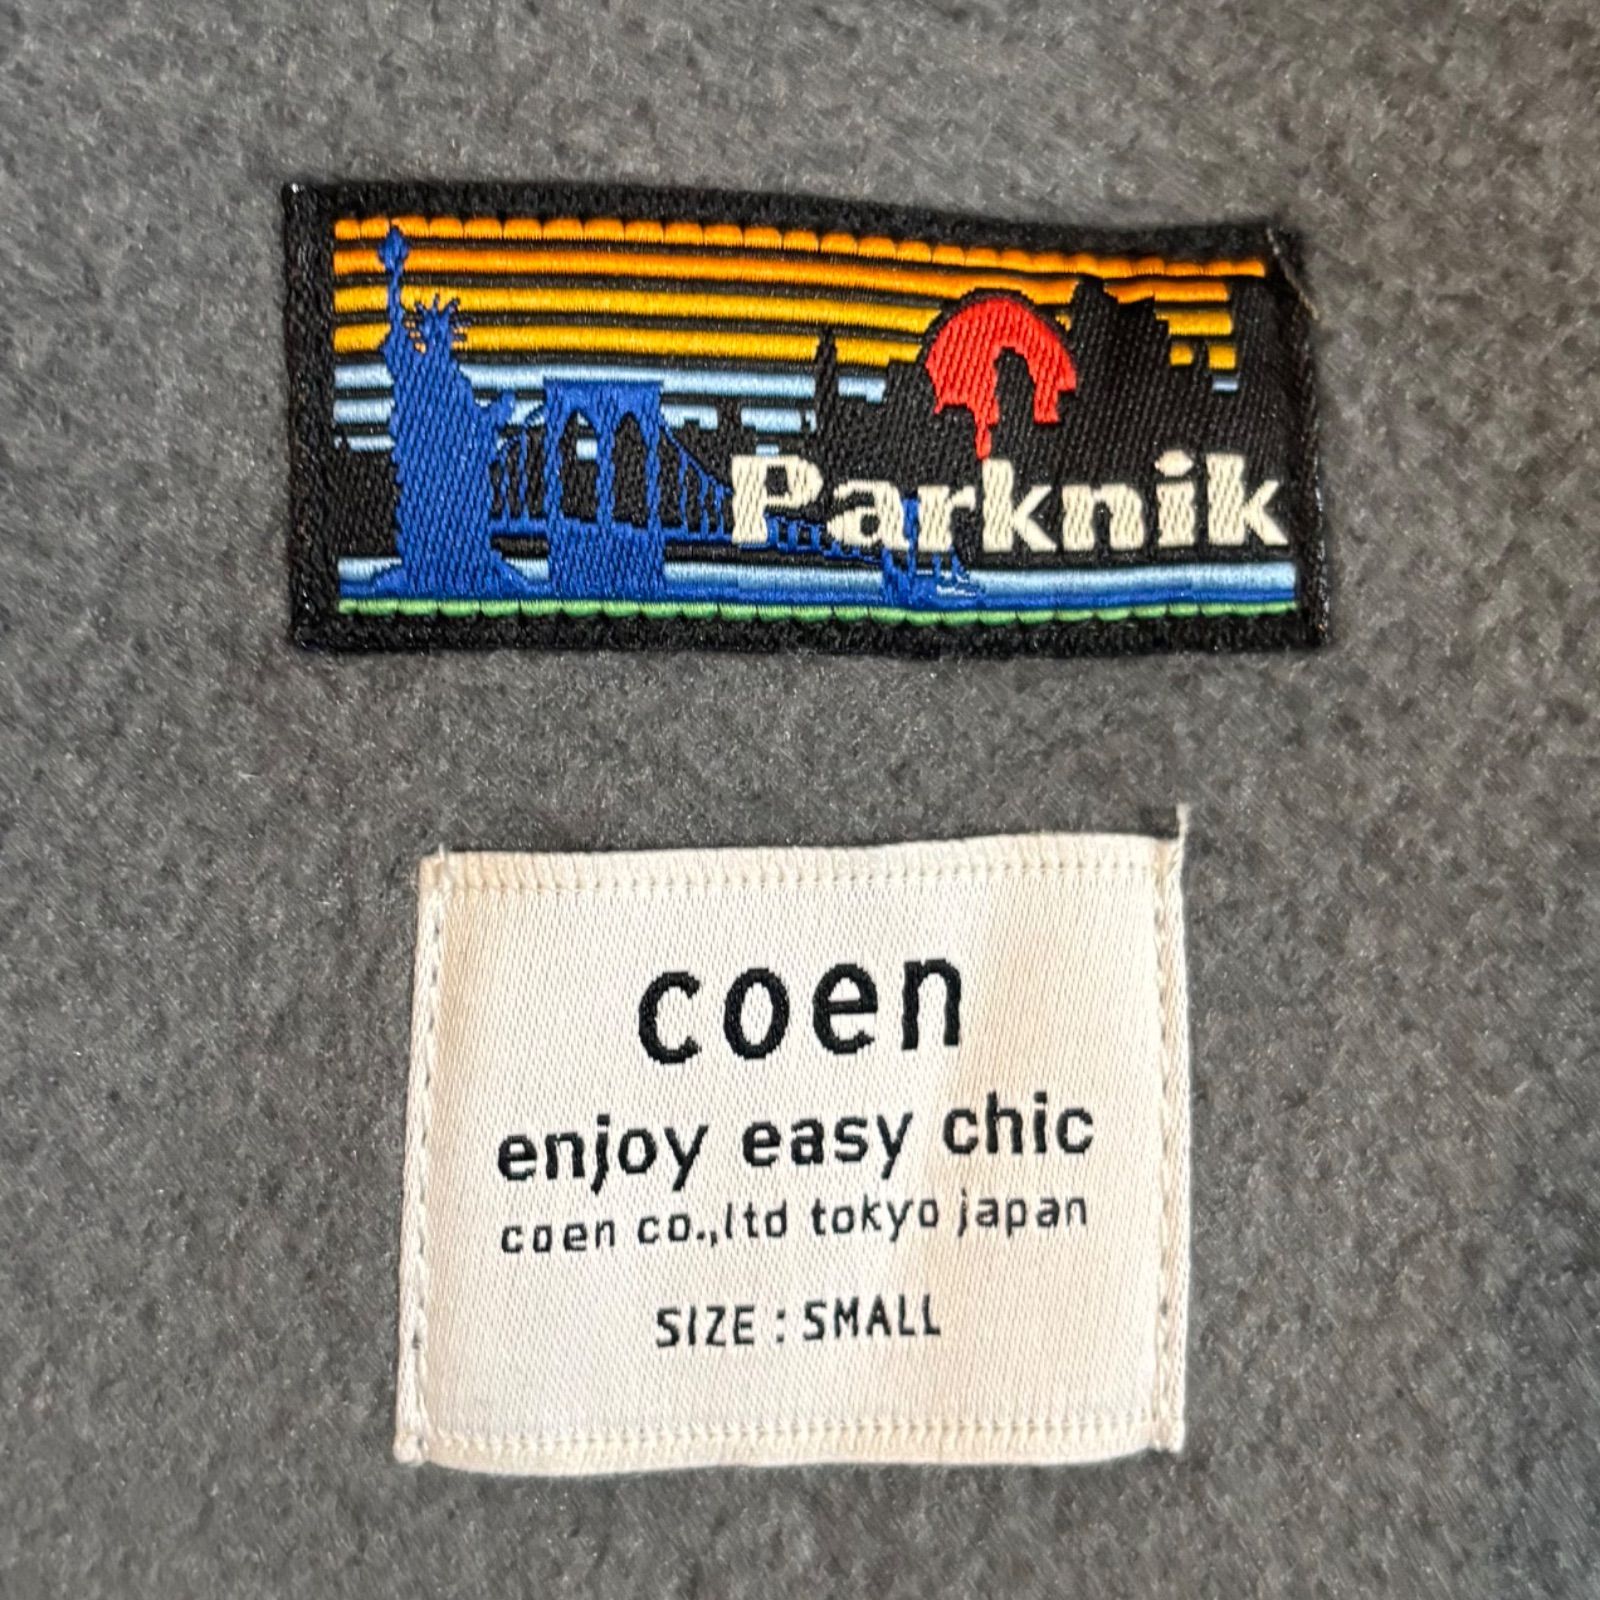 Parknik
coen
enjoy easy chic
coen co.,ltd tokyo japan
SIZE : SMALL